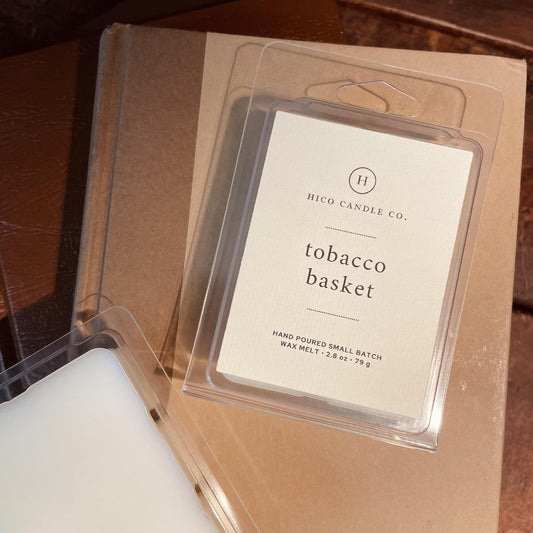 H
HICO CANDLE CO.
tobacco
basket
HAND POURED SMALL BATCH
WAX MELT • 2.8 oz • 79 g